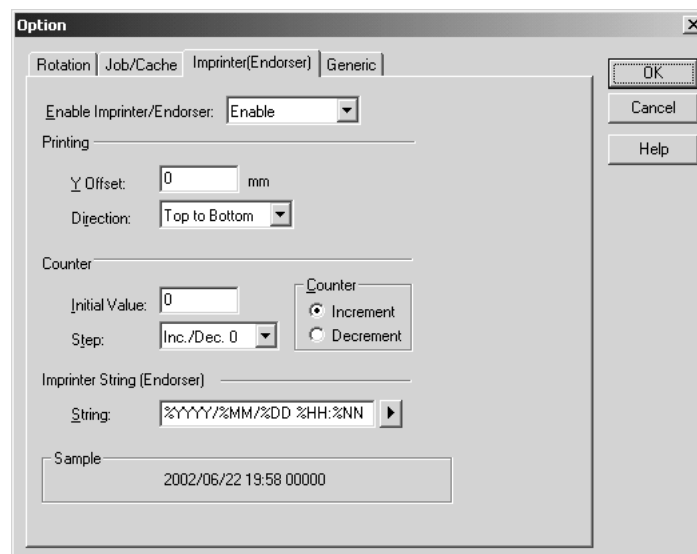 Option
Rotation Job/Cache Imprinter(Endorser) Generic
OK
Cancel
Help
Enable Imprinter/Endorser: Enable
Printing
Y Offset: 0 mm
Direction: Top to Bottom
Counter
Initial Value: 0
Step: Inc./Dec. 0
Counter
Increment
Decrement
Imprinter String (Endorser)
String: %YYYY/%MM/%DD %HH:%NN
Sample
2002/06/22 19:58 00000